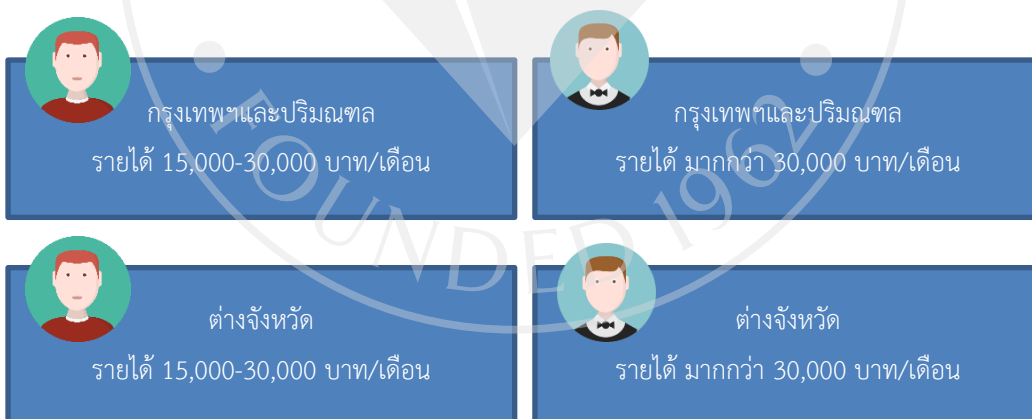 กรุงเทพฯและปริมณฑล
รายได้ 15,000-30,000 บาท/เดือน
กรุงเทพฯและปริมณฑล
รายได้ มากกว่า 30,000 บาท/เดือน
FOUNDED 1962
ต่างจังหวัด
รายได้ 15,000-30,000 บาท/เดือน
ต่างจังหวัด
รายได้ มากกว่า 30,000 บาท/เดือน